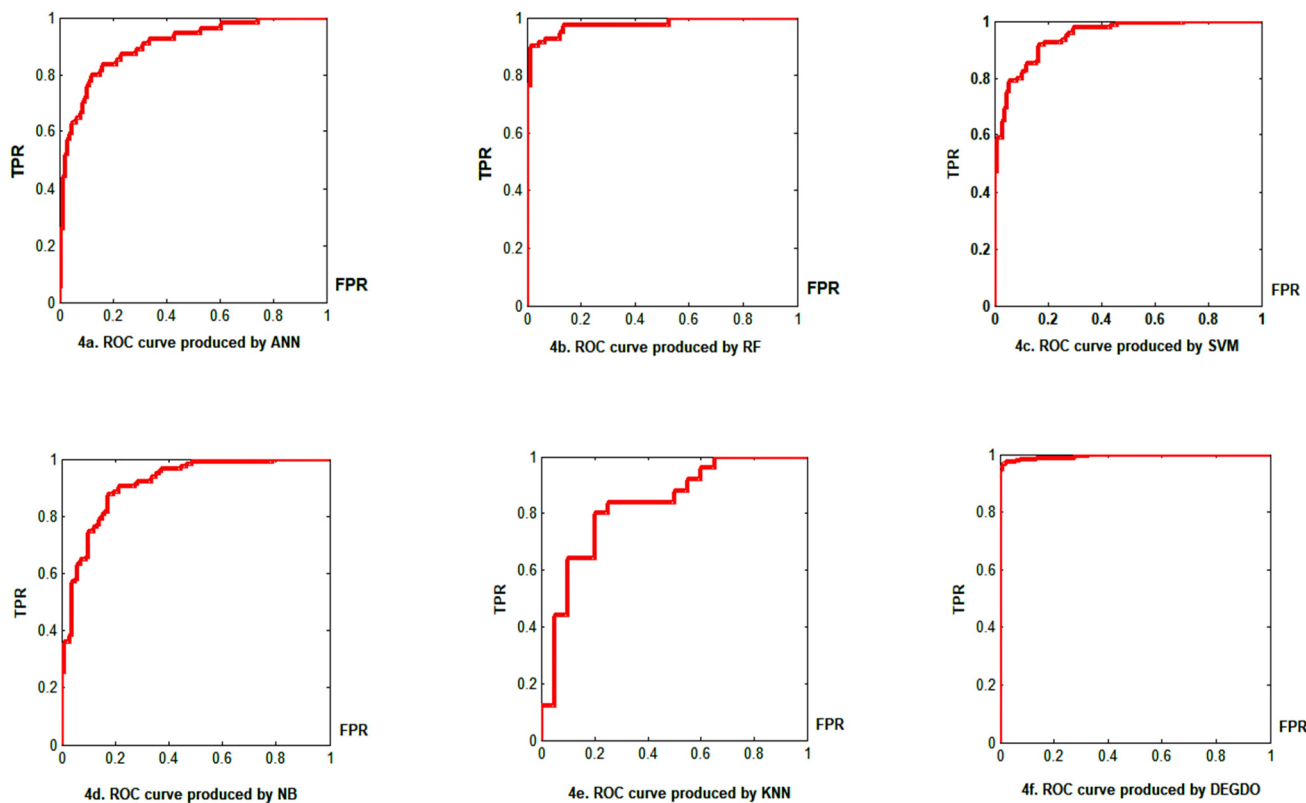 1
0.8
0.6
TPR
0.4
0.2
0
0 0.2 0.4 0.6 0.8 1
FPR
4a. ROC curve produced by ANN
1
0.8
0.6
TPR
0.4
0.2
0
0 0.2 0.4 0.6 0.8 1
FPR
4b. ROC curve produced by RF
1
0.8
0.6
TPR
0.4
0.2
0
0 0.2 0.4 0.6 0.8 1
FPR
4c. ROC curve produced by SVM
1
0.8
0.6
TPR
0.4
0.2
0
0 0.2 0.4 0.6 0.8 1
FPR
4d. ROC curve produced by NB
1
0.8
0.6
TPR
0.4
0.2
0
0 0.2 0.4 0.6 0.8 1
FPR
4e. ROC curve produced by KNN
1
0.8
0.6
TPR
0.4
0.2
0
0 0.2 0.4 0.6 0.8 1
FPR
4f. ROC curve produced by DEGDO